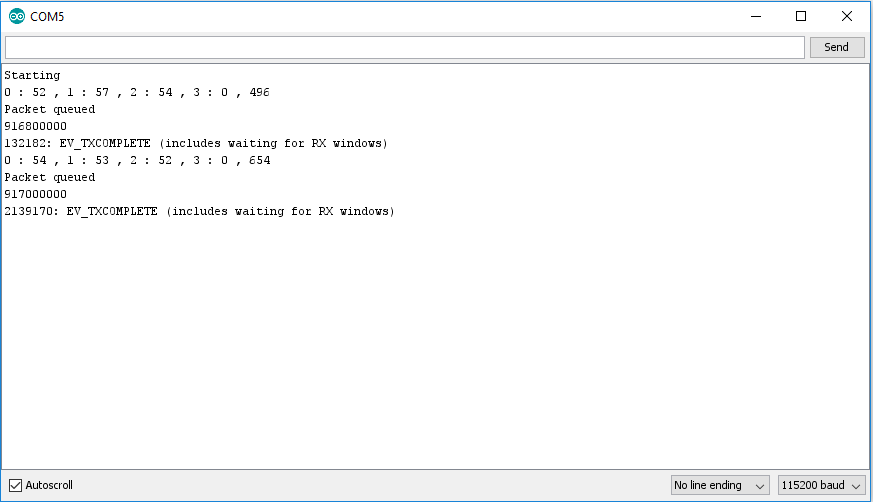 COM5
Send
Starting
0 : 52 , 1 : 57 , 2 : 54 , 3 : 0 , 496
Packet queued
916800000
132182: EV_TXCOMPLETE (includes waiting for RX windows)
0 : 54 , 1 : 53 , 2 : 52 , 3 : 0 , 654
Packet queued
917000000
2139170: EV_TXCOMPLETE (includes waiting for RX windows)
Autoscroll
No line ending
115200 baud